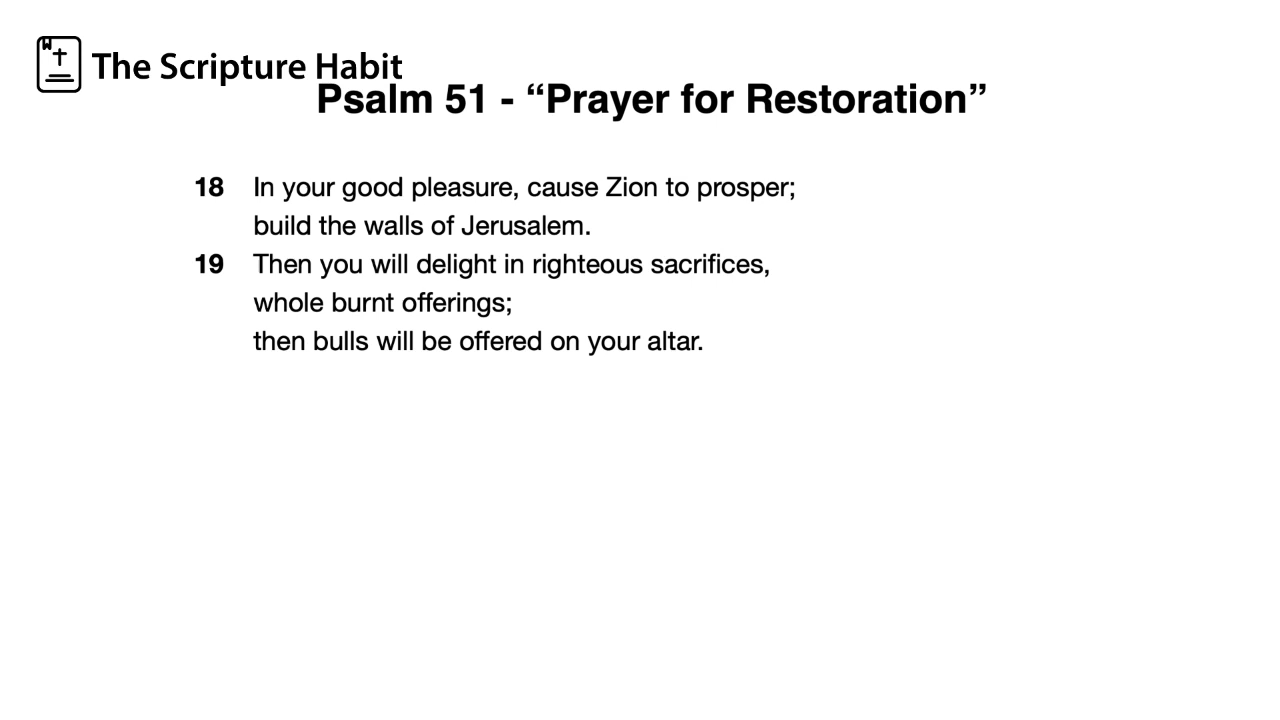 The Scripture Habit
Psalm 51 - “Prayer for Restoration”
18 In your good pleasure, cause Zion to prosper;
build the walls of Jerusalem.
19 Then you will delight in righteous sacrifices,
whole burnt offerings;
then bulls will be offered on your altar.